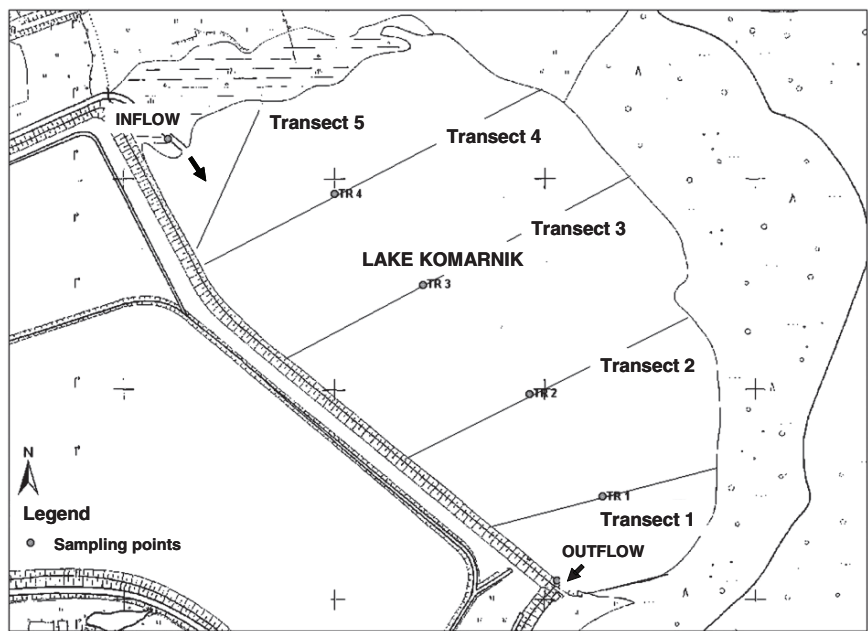 INFLOW
Transect 5
Transect 4
TR 4
Transect 3
LAKE KOMARNIK
TR 3
Transect 2
TR 2
N
TR 1
Legend
Transect 1
Sampling points
OUTFLOW